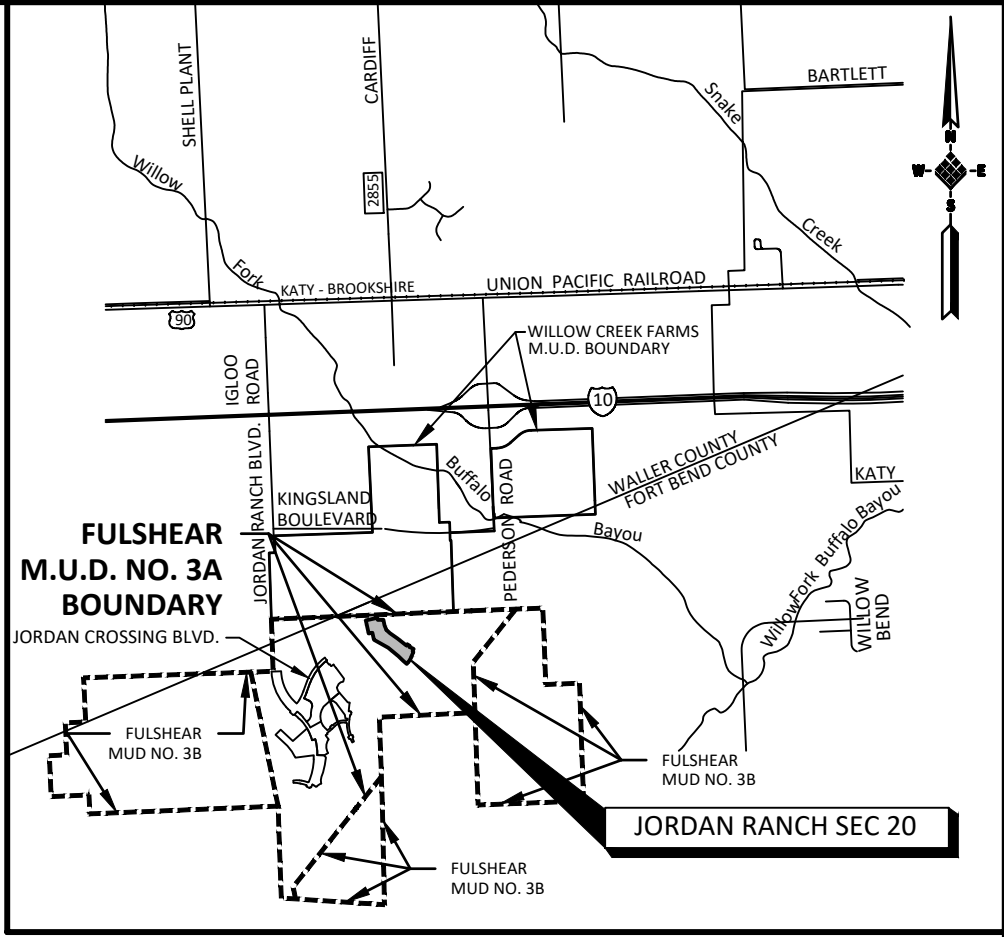 SHELL PLANT
CARDIFF
BARTLETT
Snake
Willow
2855
N
W
E
S
Creek
Fork
KATY - BROOKSHIRE
UNION PACIFIC RAILROAD
90
WILLOW CREEK FARMS
M.U.D. BOUNDARY
IGLOO
ROAD
10
JORDAN RANCH BLVD.
KINGSLAND
BOULEVARD
Buffalo
PEDERSON ROAD
WALLER COUNTY
FORT BEND COUNTY
KATY
Bayou
Willow Fork Buffalo Bayou
WILLOW
BEND
FULSHEAR
M.U.D. NO. 3A
BOUNDARY
JORDAN CROSSING BLVD.
FULSHEAR
MUD NO. 3B
FULSHEAR
MUD NO. 3B
JORDAN RANCH SEC 20
FULSHEAR
MUD NO. 3B